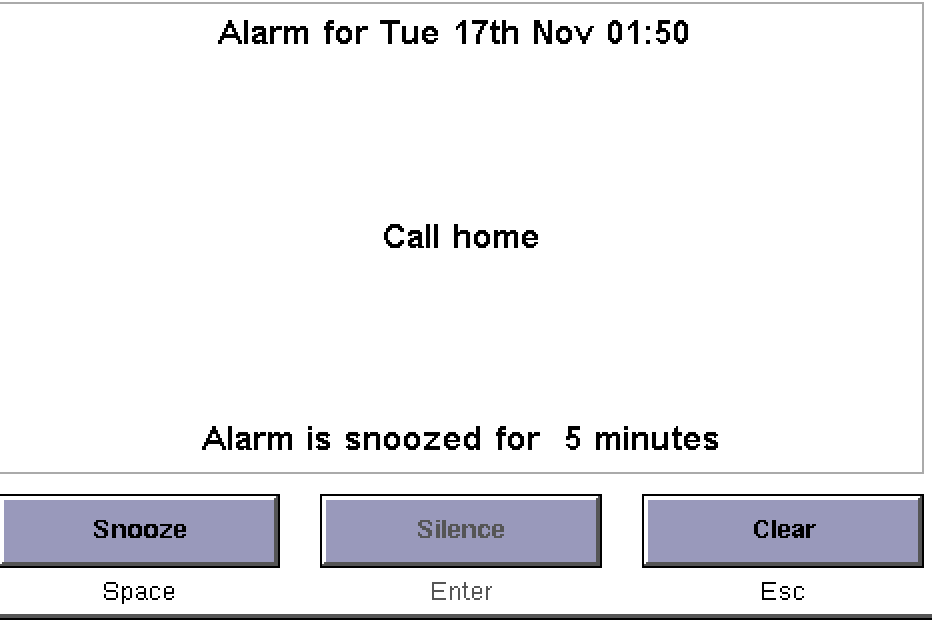 Alarm for Tue 17th Nov 01:50
Call home
Alarm is snoozed for  5 minutes
Snooze Silence Clear
Space Enter Esc